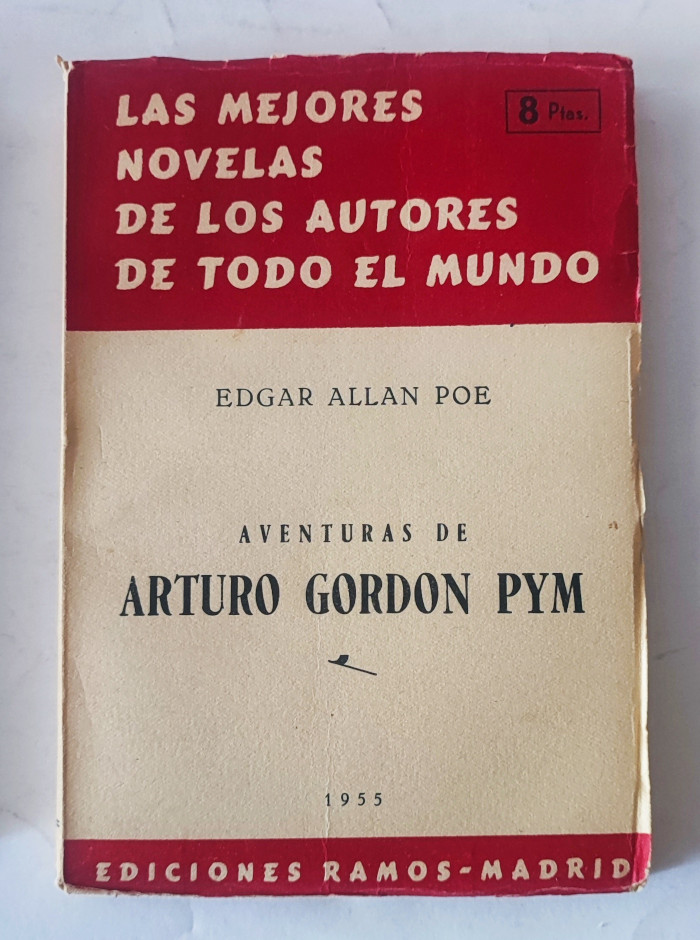 LAS MEJORES
8 Ptas.
NOVELAS
DE LOS AUTORES
DE TODO EL MUNDO
EDGAR ALLAN POE
AVENTURAS DE
ARTURO GORDON PYM
1955
EDICIONES RAMOS-MADRID